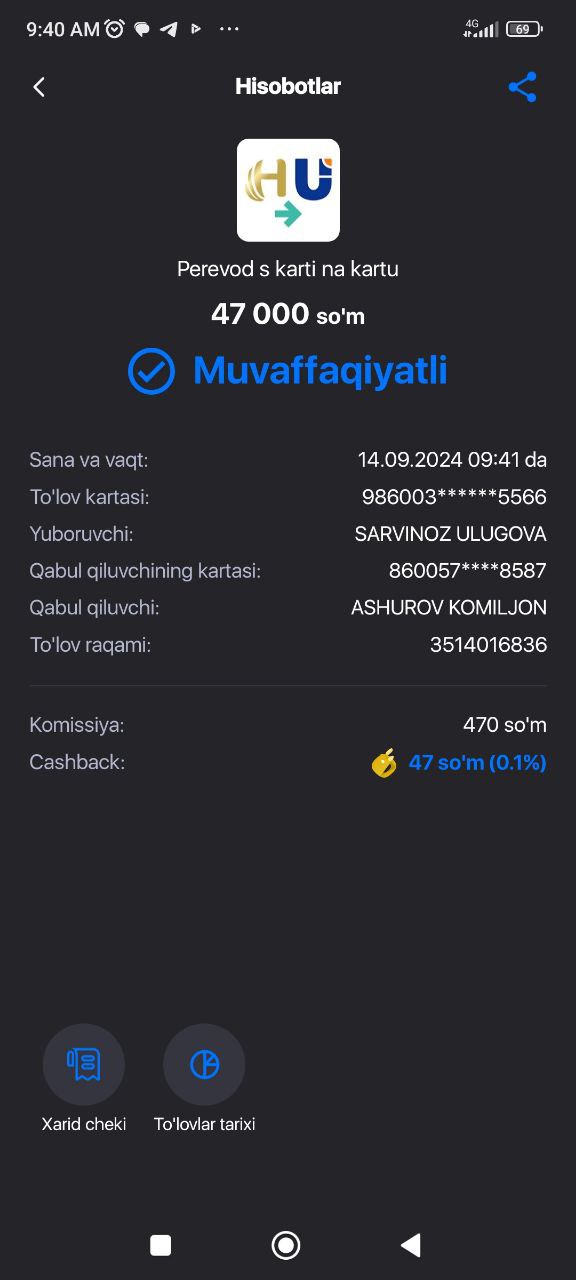 9:40 AM
4G
69
Hisobotlar
HU
Perevod s karti na kartu
47 000 so'm
Muvaffaqiyatli
Sana va vaqt: 14.09.2024 09:41 da
To'lov kartasi: 986003******5566
Yuboruvchi: SARVINOZ ULUGOVA
Qabul qiluvchining kartasi: 860057****8587
Qabul qiluvchi: ASHUROV KOMILJON
To'lov raqami: 3514016836
Komissiya: 470 so'm
Cashback: 47 so'm (0.1%)
Xarid cheki
To'lovlar tarixi